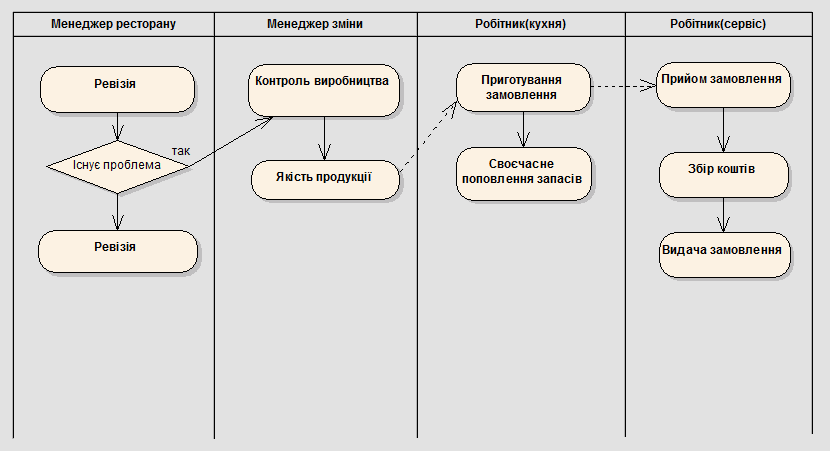 Менеджер ресторану
Менеджер зміни
Робітник(кухня)
Робітник(сервіс)
Ревізія
Існує проблема
так
Ревізія
Контроль виробництва
Якість продукції
Приготування
замовлення
Своєчасне
поповлення запасів
Прийом замовлення
Збір коштів
Видача замовлення